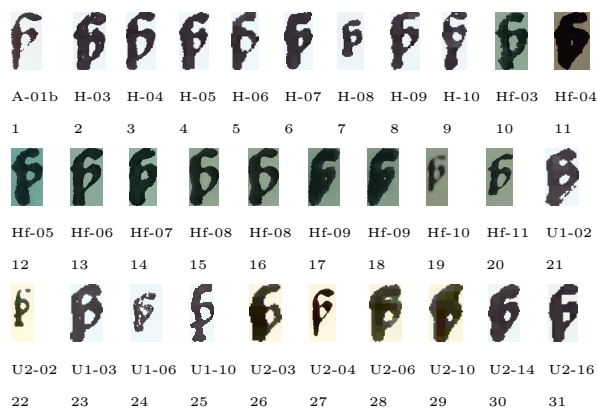 A-01b H-03 H-04 H-05 H-06 H-07 H-08 H-09 H-10 Hf-03 Hf-04
1 2 3 4 5 6 7 8 9 10 11
Hf-05 Hf-06 Hf-07 Hf-08 Hf-08 Hf-09 Hf-09 Hf-10 Hf-11 U1-02
12 13 14 15 16 17 18 19 20 21
U2-02 U1-03 U1-06 U1-10 U2-03 U2-04 U2-06 U2-10 U2-14 U2-16
22 23 24 25 26 27 28 29 30 31